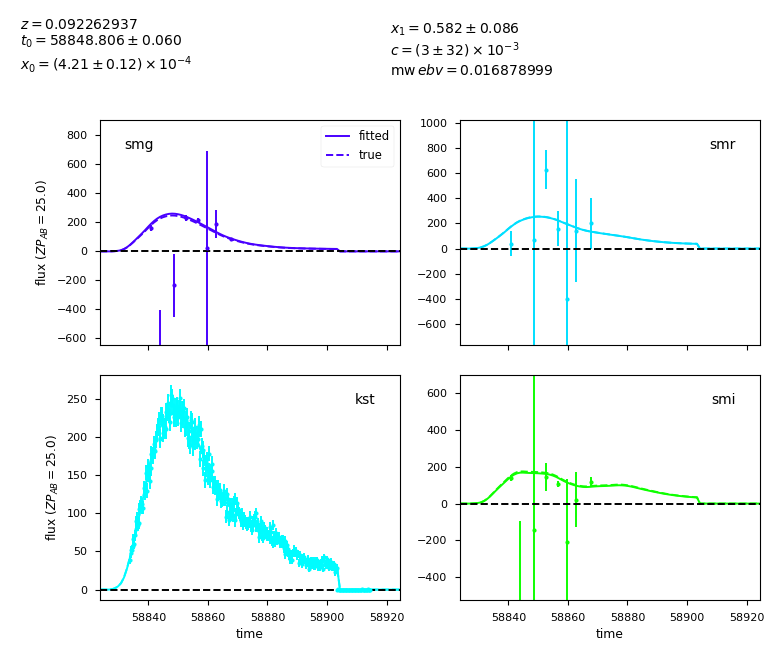 z = 0.092262937
t₀ = 58848.806 ± 0.060
x₀ = (4.21 ± 0.12) × 10⁻⁴
x₁ = 0.582 ± 0.086
c = (3 ± 32) × 10⁻³
mw ebv = 0.016878999
smg
fitted
true
800
600
400
200
0
−200
−400
−600
flux (ZP_AB = 25.0)
smr
1000
800
600
400
200
0
−200
−400
−600
kst
250
200
150
100
50
0
flux (ZP_AB = 25.0)
58840 58860 58880 58900 58920
time
smi
600
400
200
0
−200
−400
58840 58860 58880 58900 58920
time